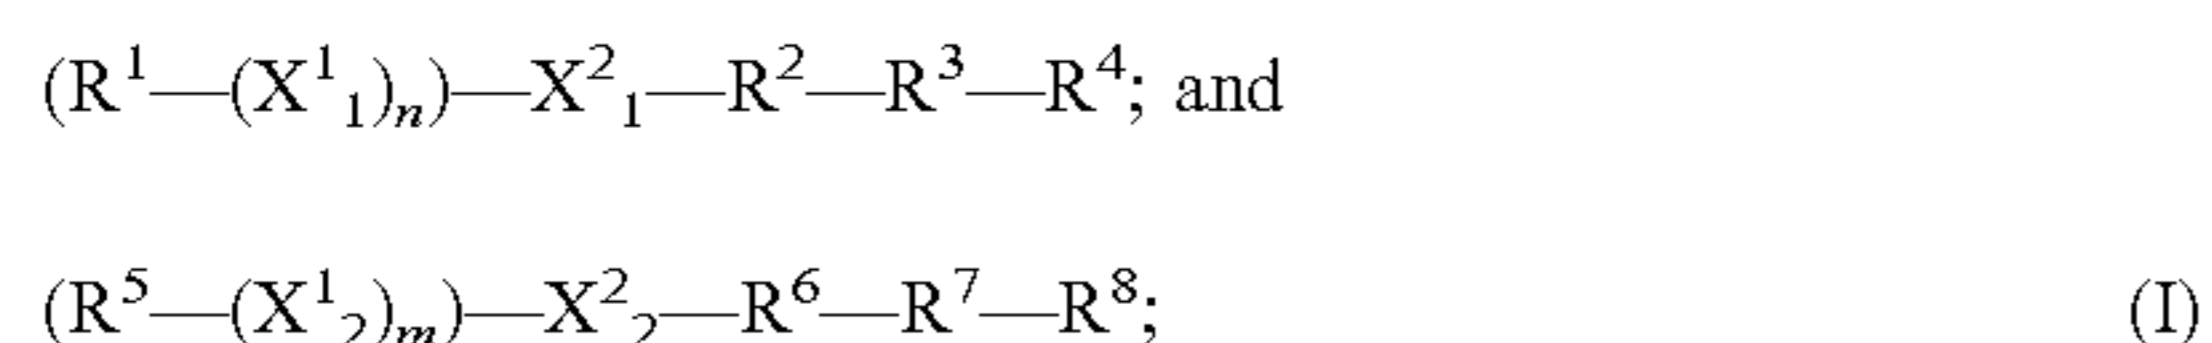 (R¹—(X¹₁)ₙ)—X²₁—R²—R³—R⁴; and
(R⁵—(X¹₂)ₘ)—X²₂—R⁶—R⁷—R⁸; (I)